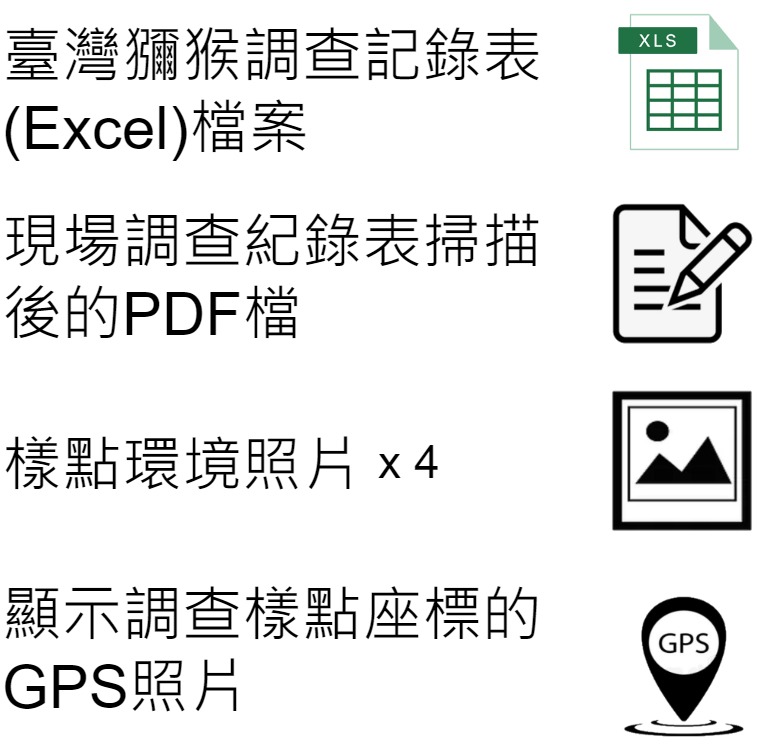 臺灣獼猴調查記錄表
(Excel)檔案
XLS
現場調查紀錄表掃描
後的PDF檔
樣點環境照片 x 4
顯示調查樣點座標的
GPS照片
GPS